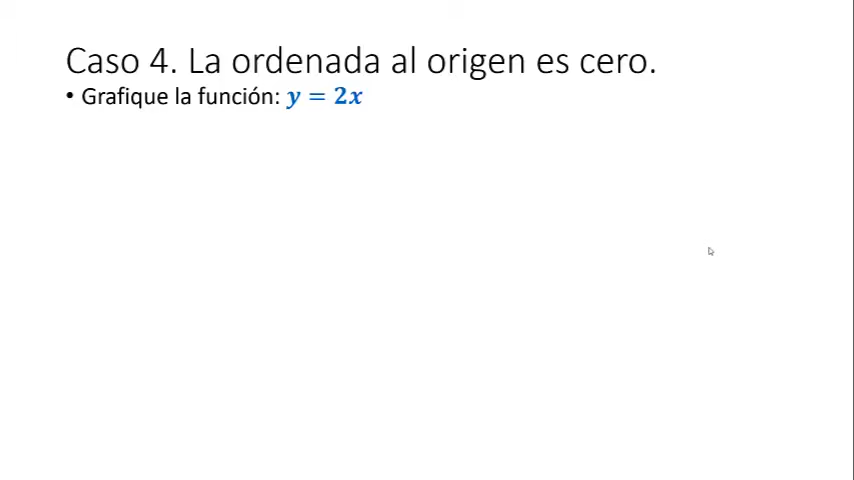 Caso 4. La ordenada al origen es cero.
• Grafique la función: y = 2x